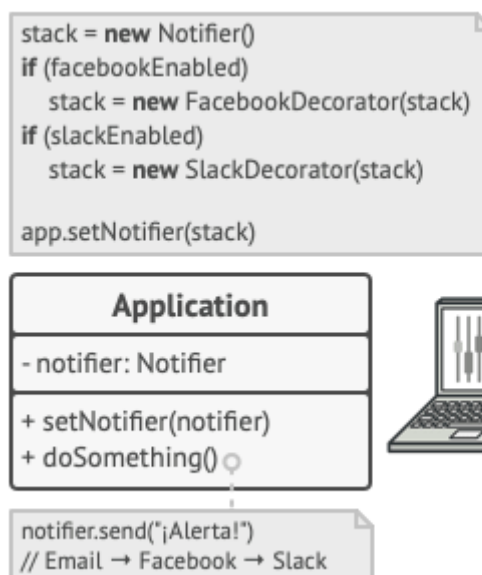 stack = new Notifier()
if (facebookEnabled)
stack = new FacebookDecorator(stack)
if (slackEnabled)
stack = new SlackDecorator(stack)
app.setNotifier(stack)
Application
- notifier: Notifier
+ setNotifier(notifier)
+ doSomething()
notifier.send("¡Alerta!")
// Email → Facebook → Slack